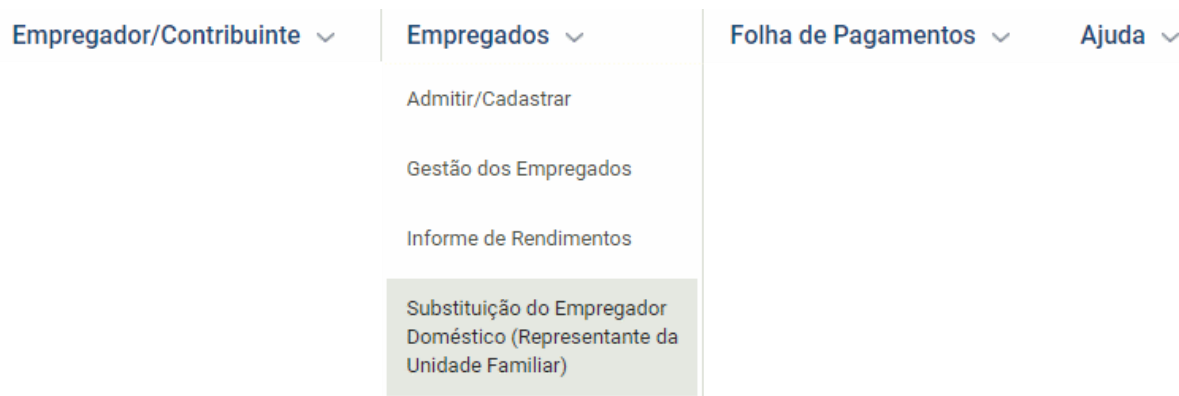 Empregador/Contribuinte
Empregados
Folha de Pagamentos
Ajuda
Admitir/Cadastrar
Gestão dos Empregados
Informe de Rendimentos
Substituição do Empregador
Doméstico (Representante da
Unidade Familiar)